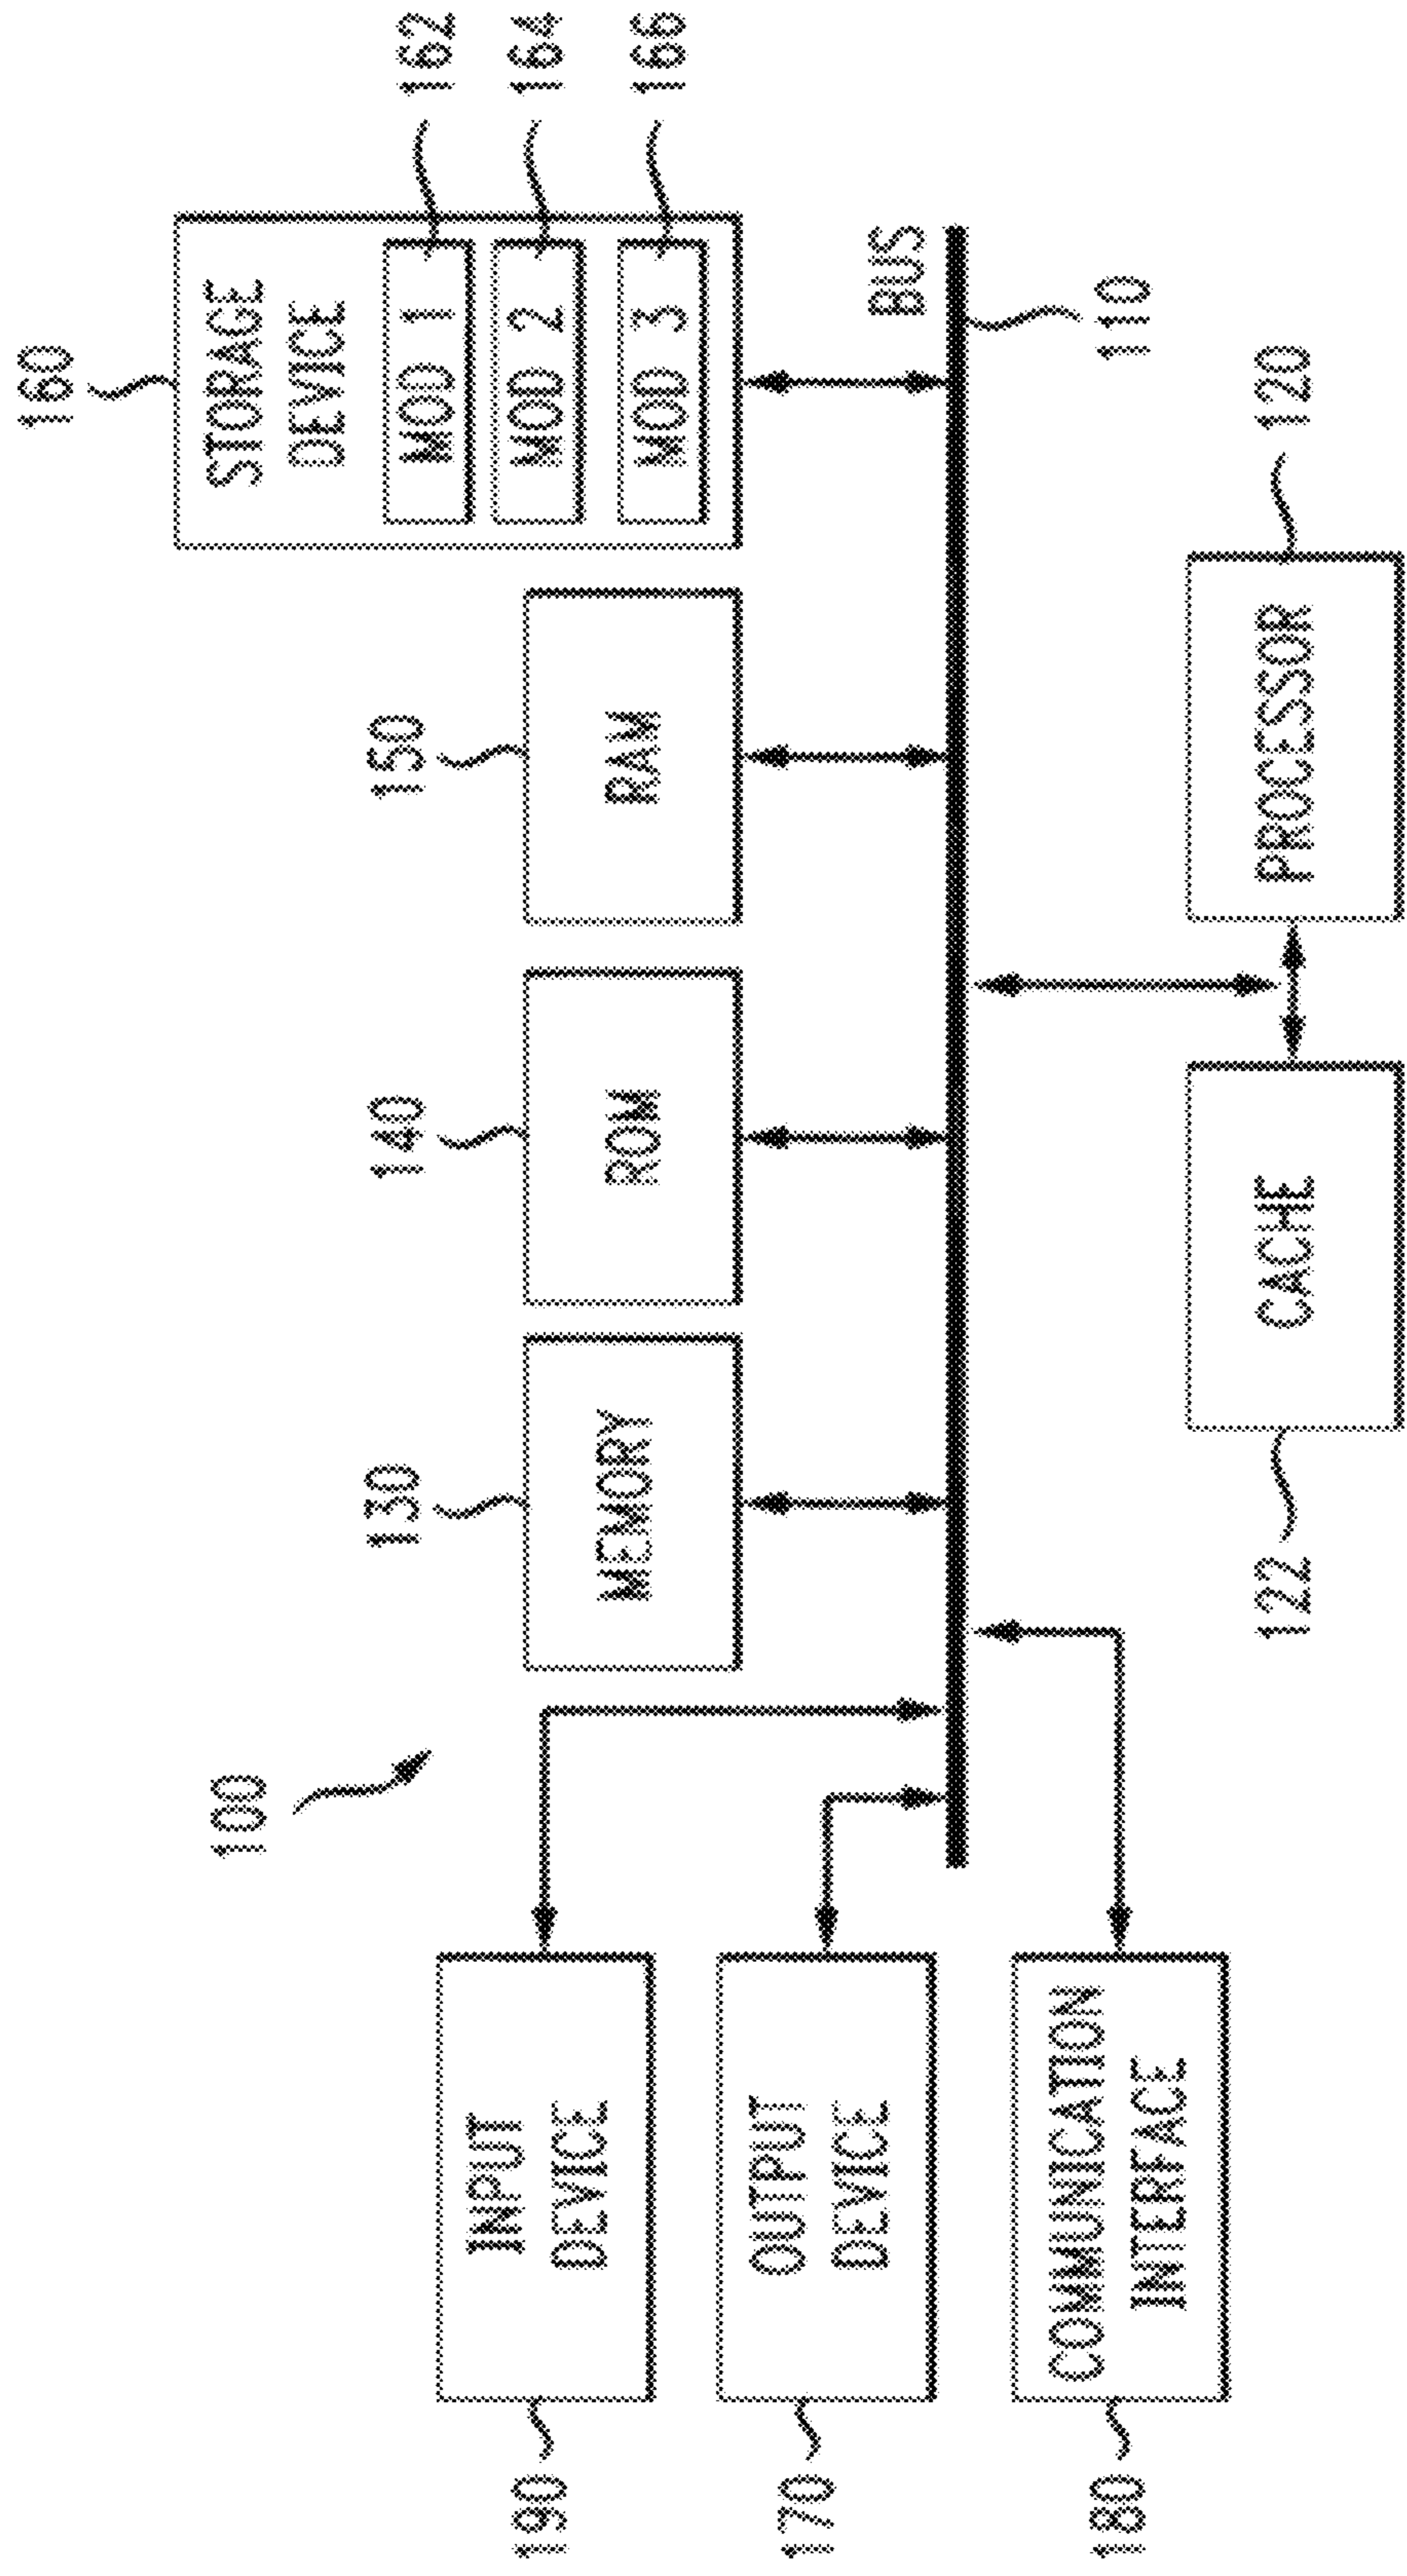 160
STORAGE
DEVICE
MOD 1
162
MOD 2
164
MOD 3
166
150
RAM
140
ROM
130
MEMORY
100
BUS
110
190
INPUT
DEVICE
170
OUTPUT
DEVICE
180
COMMUNICATION
INTERFACE
122
CACHE
PROCESSOR
120